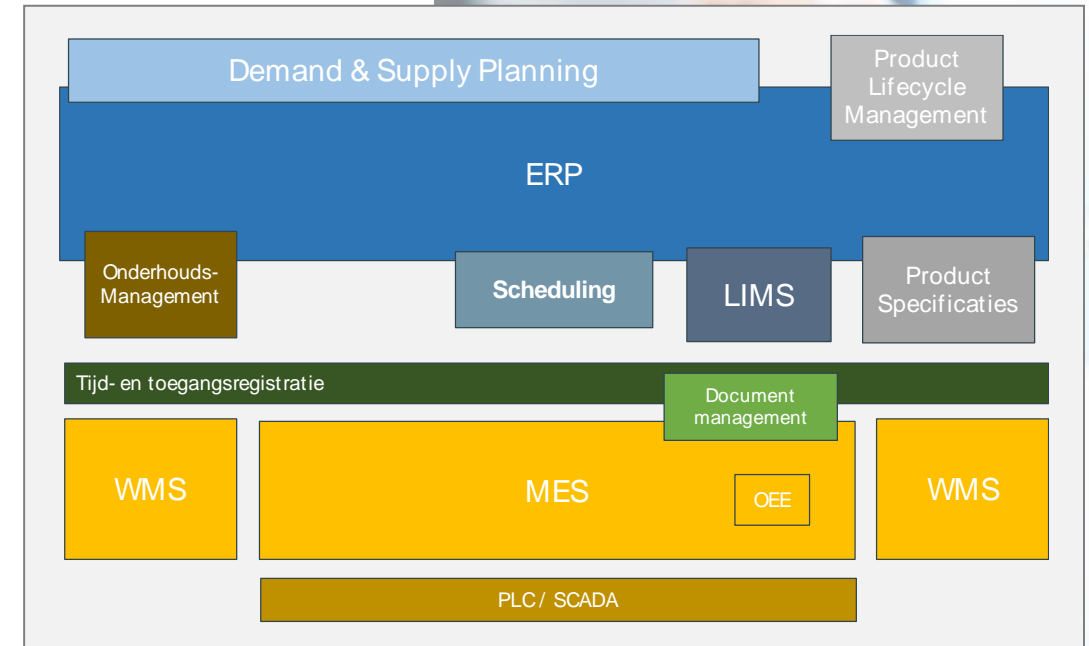 Demand & Supply Planning
Product
Lifecycle
Management
ERP
Onderhouds-
Management
Scheduling
LIMS
Product
Specificaties
Tijd- en toegangsregistratie
Document
management
WMS
MES
OEE
WMS
PLC / SCADA